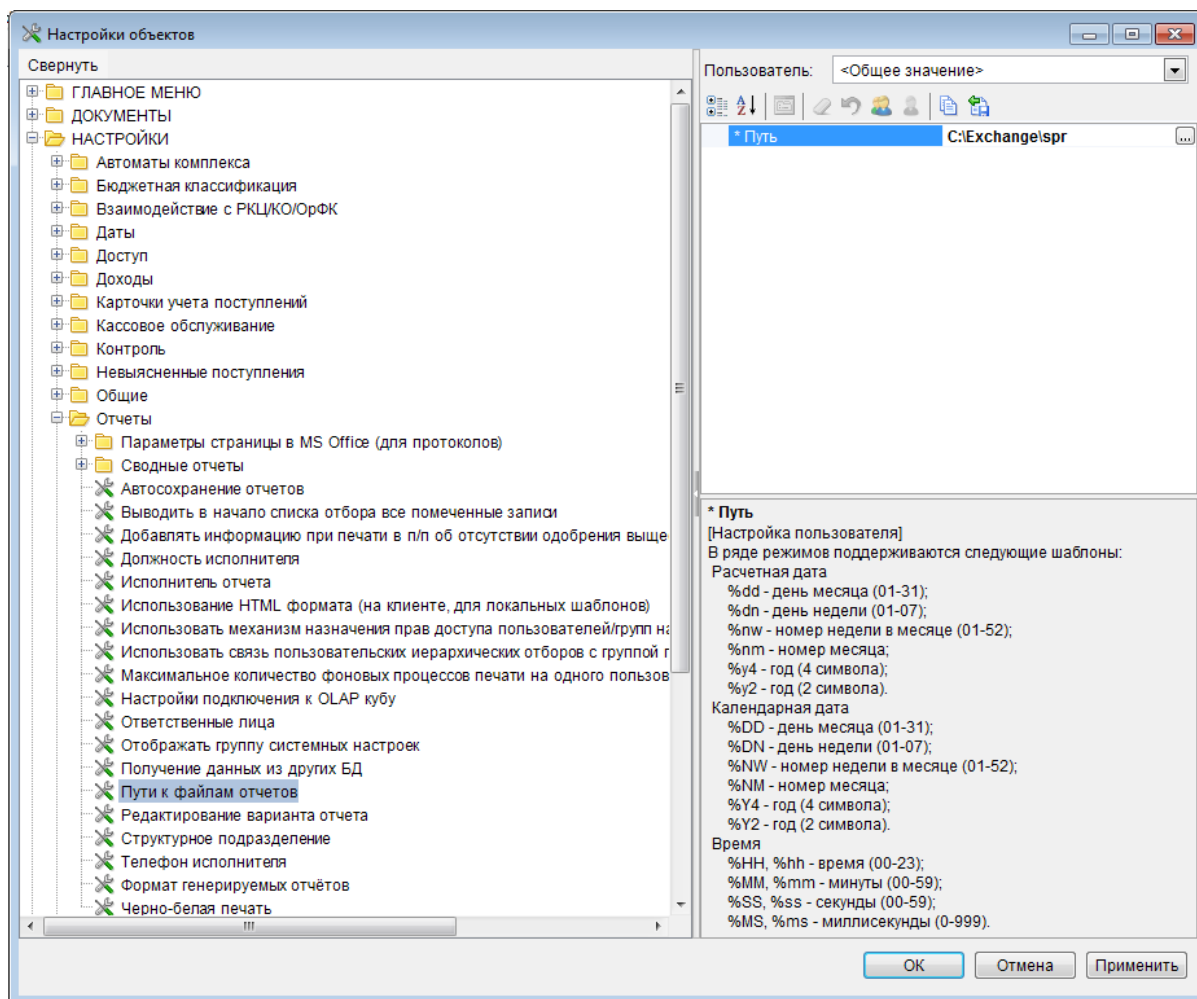 Настройки объектов
Свернуть
ГЛАВНОЕ МЕНЮ
ДОКУМЕНТЫ
НАСТРОЙКИ
Автоматы комплекса
Бюджетная классификация
Взаимодействие с РКЦ/КО/ОрФК
Даты
Доступ
Доходы
Карточки учета поступлений
Кассовое обслуживание
Контроль
Невыясненные поступления
Общие
Отчеты
Параметры страницы в MS Office (для протоколов)
Сводные отчеты
Автосохранение отчетов
Выводить в начало списка отбора все помеченные записи
Добавлять информацию при печати в п/п об отсутствии одобрения выще
Должность исполнителя
Исполнитель отчета
Использование HTML формата (на клиенте, для локальных шаблонов)
Использовать механизм назначения прав доступа пользователей/групп на
Использовать связь пользовательских иерархических отборов с группой г
Максимальное количество фоновых процессов печати на одного пользов
Настройки подключения к OLAP кубу
Ответственные лица
Отображать группу системных настроек
Получение данных из других БД
Пути к файлам отчетов
Редактирование варианта отчета
Структурное подразделение
Телефон исполнителя
Формат генерируемых отчётов
Черно-белая печать
Пользователь: <Общее значение>
* Путь C:\Exchange\spr ...
* Путь
[Настройка пользователя]
В ряде режимов поддерживаются следующие шаблоны:
Расчетная дата
%dd - день месяца (01-31);
%dn - день недели (01-07);
%nw - номер недели в месяце (01-52);
%nm - номер месяца;
%y4 - год (4 символа);
%y2 - год (2 символа).
Календарная дата
%DD - день месяца (01-31);
%DN - день недели (01-07);
%NW - номер недели в месяце (01-52);
%NM - номер месяца;
%Y4 - год (4 символа);
%Y2 - год (2 символа).
Время
%HH, %hh - время (00-23);
%MM, %mm - минуты (00-59);
%SS, %ss - секунды (00-59);
%MS, %ms - миллисекунды (0-999).
ОК Отмена Применить